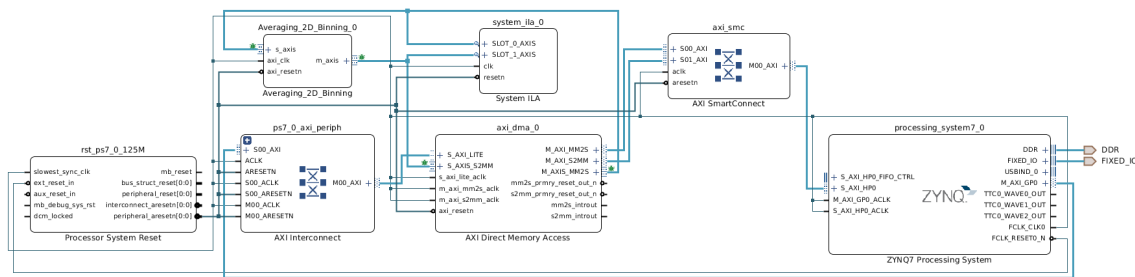 Averaging_2D_Binning_0
s_axis
axi_clk
axi_resetn
m_axis
Averaging_2D_Binning
system_ila_0
SLOT_0_AXIS
SLOT_1_AXIS
clk
resetn
System ILA
axi_smc
S00_AXI
S01_AXI
aclk
aresetn
M00_AXI
AXI SmartConnect
rst_ps7_0_125M
slowest_sync_clk
ext_reset_in
aux_reset_in
mb_debug_sys_rst
dcm_locked
mb_reset
bus_struct_reset[0:0]
peripheral_reset[0:0]
interconnect_aresetn[0:0]
peripheral_aresetn[0:0]
Processor System Reset
ps7_0_axi_periph
S00_AXI
ACLK
ARESETN
S00_ACLK
S00_ARESETN
M00_ACLK
M00_ARESETN
M00_AXI
AXI Interconnect
axi_dma_0
S_AXI_LITE
S_AXIS_S2MM
s_axi_lite_aclk
m_axi_mm2s_aclk
m_axi_s2mm_aclk
axi_resetn
M_AXI_MM2S
M_AXI_S2MM
M_AXIS_MM2S
mm2s_prmry_reset_out_n
s2mm_prmry_reset_out_n
mm2s_introut
s2mm_introut
AXI Direct Memory Access
processing_system7_0
S_AXI_HP0_FIFO_CTRL
S_AXI_HP0
M_AXI_GP0_ACLK
S_AXI_HP0_ACLK
ZYNQ
DDR
FIXED_IO
USBIND_0
M_AXI_GP0
TTC0_WAVE0_OUT
TTC0_WAVE1_OUT
TTC0_WAVE2_OUT
FCLK_CLK0
FCLK_RESET0_N
ZYNQ7 Processing System
DDR
FIXED_IO